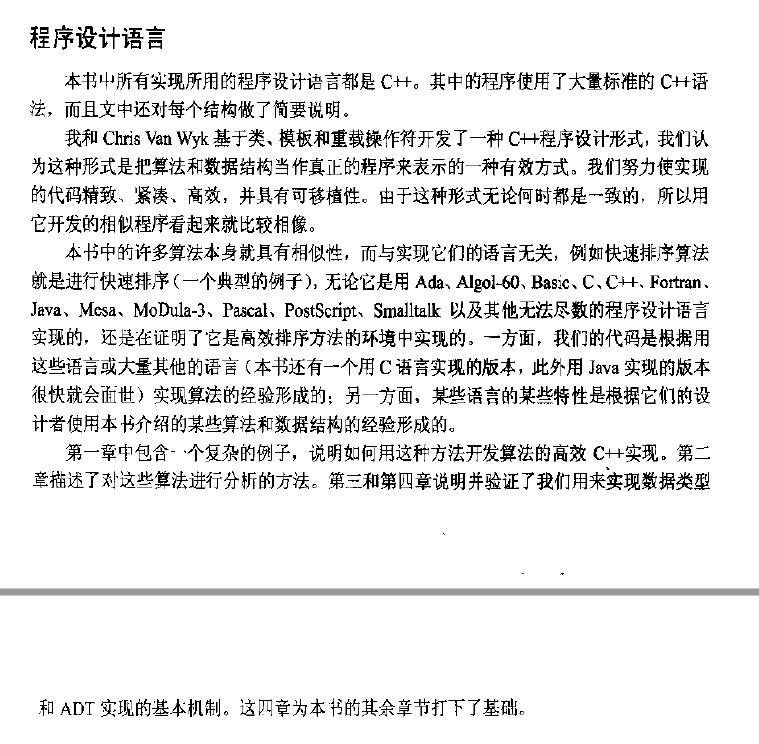 程序设计语言
本书中所有实现所用的程序设计语言都是 C++。其中的程序使用了大量标准的 C++语
法，而且文中还对每个结构做了简要说明。
我和 Chris Van Wyk 基于类、模板和重载操作符开发了一种 C++程序设计形式，我们认
为这种形式是把算法和数据结构当作真正的程序来表示的一种有效方式。我们努力使实现
的代码精致、紧凑、高效，并具有可移植性。由于这种形式无论何时都是一致的，所以用
它开发的相似程序看起来就比较相像。
本书中的许多算法本身就具有相似性，而与实现它们的语言无关，例如快速排序算法
就是进行快速排序（一个典型的例子），无论它是用 Ada、Algol-60、Basic、C、C++、Fortran、
Java、Mesa、MoDula-3、Pascal、PostScript、Smalltalk 以及其他无法尽数的程序设计语言
实现的，还是在证明了它是高效排序方法的环境中实现的。一方面，我们的代码是根据用
这些语言或大量其他的语言（本书还有一个用 C 语言实现的版本，此外用 Java 实现的版本
很快就会面世）实现算法的经验形成的；另一方面，某些语言的某些特性是根据它们的设
计者使用本书介绍的某些算法和数据结构的经验形成的。
第一章中包含一个复杂的例子，说明如何用这种方法开发算法的高效 C++实现。第二
章描述了对这些算法进行分析的方法。第三和第四章说明并验证了我们用来实现数据类型
和 ADT 实现的基本机制。这四章为本书的其余章节打下了基础。